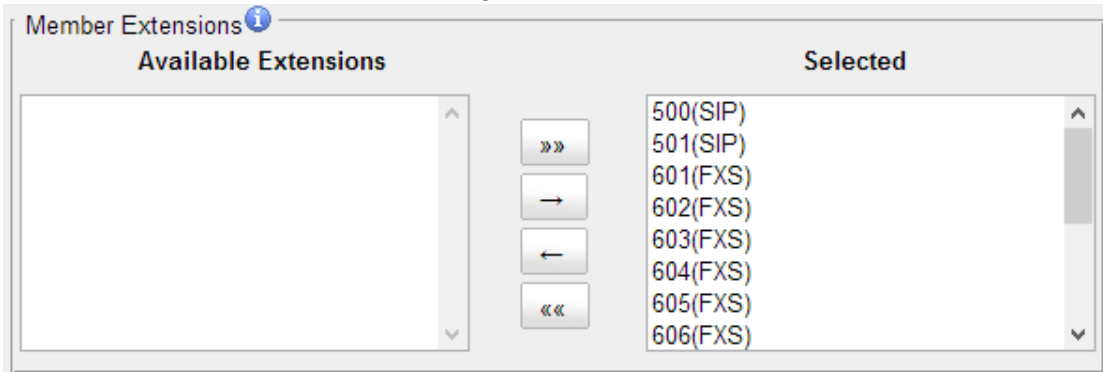 Member Extensions
Available Extensions
Selected
500(SIP)
501(SIP)
601(FXS)
602(FXS)
603(FXS)
604(FXS)
605(FXS)
606(FXS)
»»
→
←
««